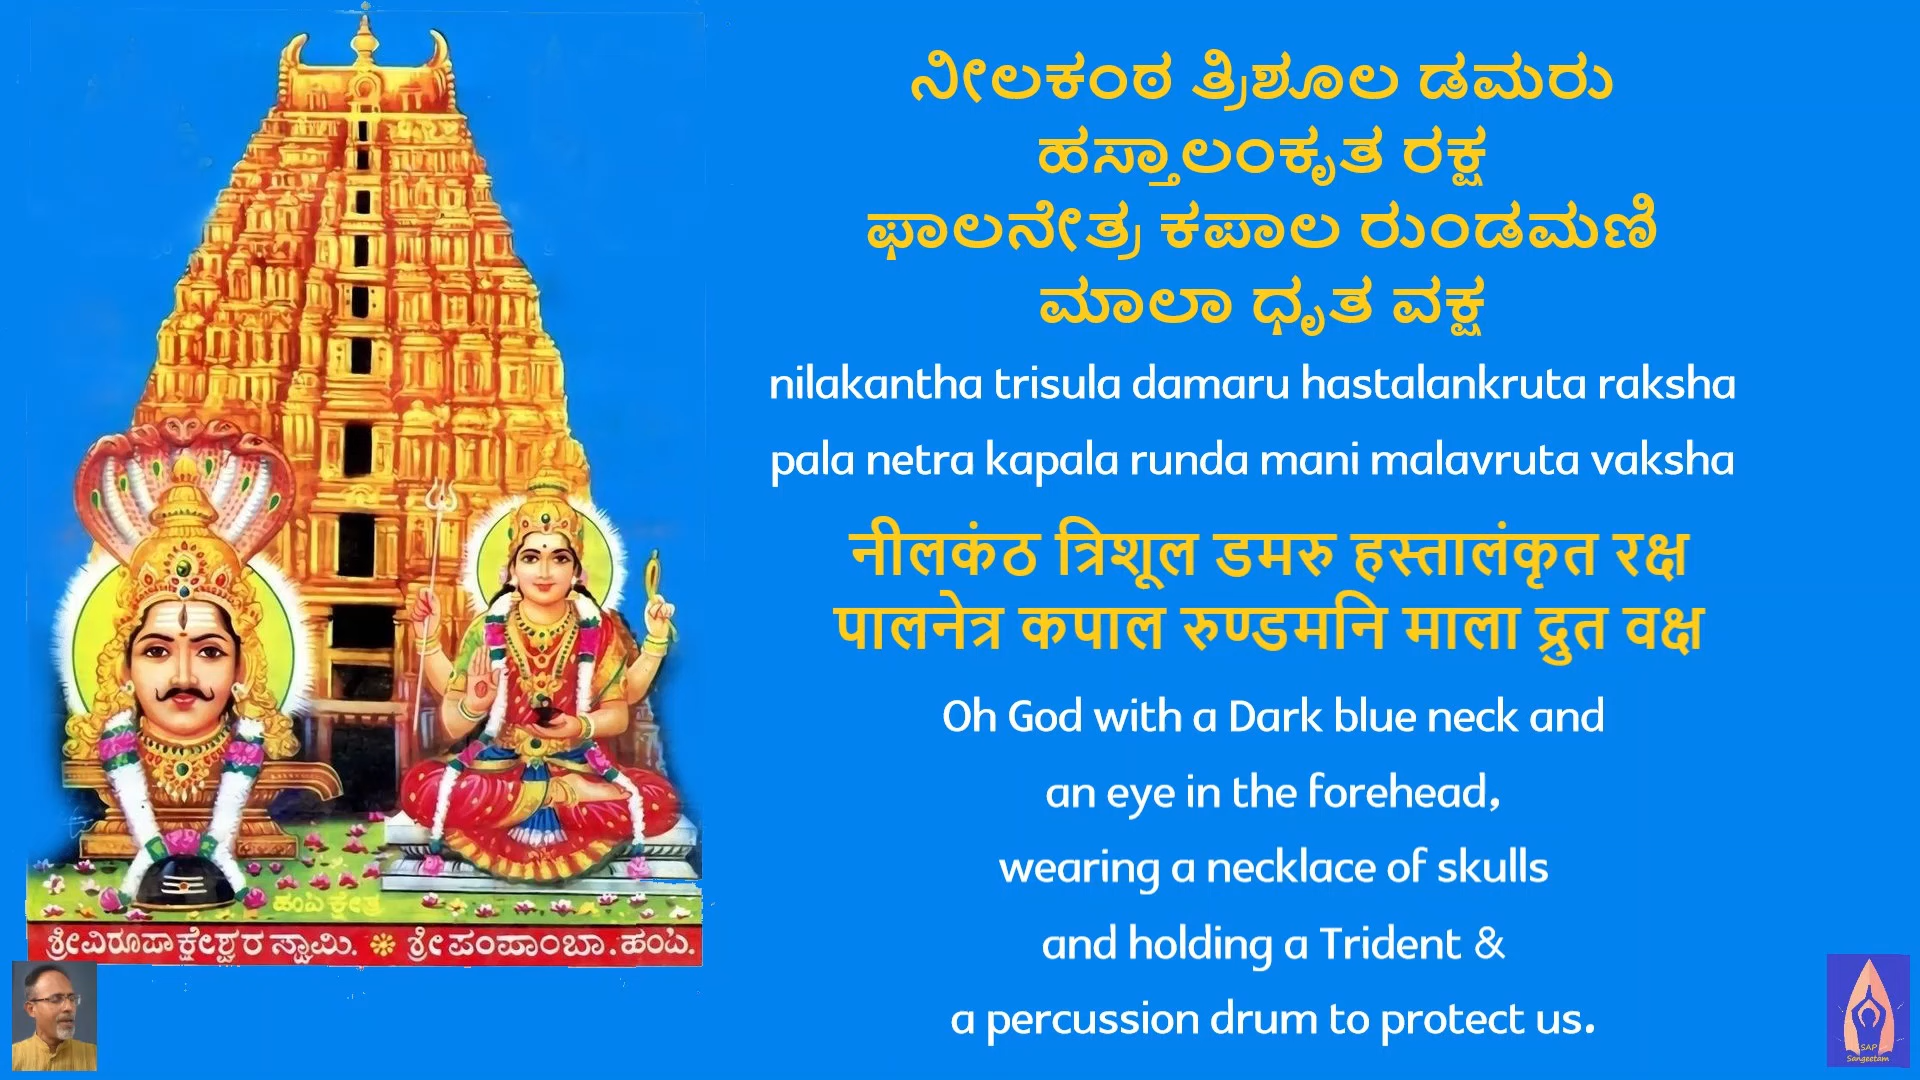 ನೀಲಕಂಠ ತ್ರಿಶೂಲ ಡಮರು
ಹಸ್ತಾಲಂಕೃತ ರಕ್ಷ
ಫಾಲನೇತ್ರ ಕಪಾಲ ರುಂಡಮಣಿ
ಮಾಲಾ ಧೃತ ವಕ್ಷ
nilakantha trisula damaru hastalankruta raksha
pala netra kapala runda mani malavruta vaksha
नीलकंठ त्रिशूल डमरु हस्तालंकृत रक्ष
पालनेत्र कपाल रुण्डमनि माला द्रुत वक्ष
Oh God with a Dark blue neck and
an eye in the forehead,
wearing a necklace of skulls
and holding a Trident &
a percussion drum to protect us.
ಹಂಪಿ ಕ್ಷೇತ್ರ
ಶ್ರೀವಿರೂಪಾಕ್ಷೇಶ್ವರ ಸ್ವಾಮಿ. ಶ್ರೀ ಪಂಪಾಂಬಾ. ಹಂಪಿ.
SAP
Sangeetam